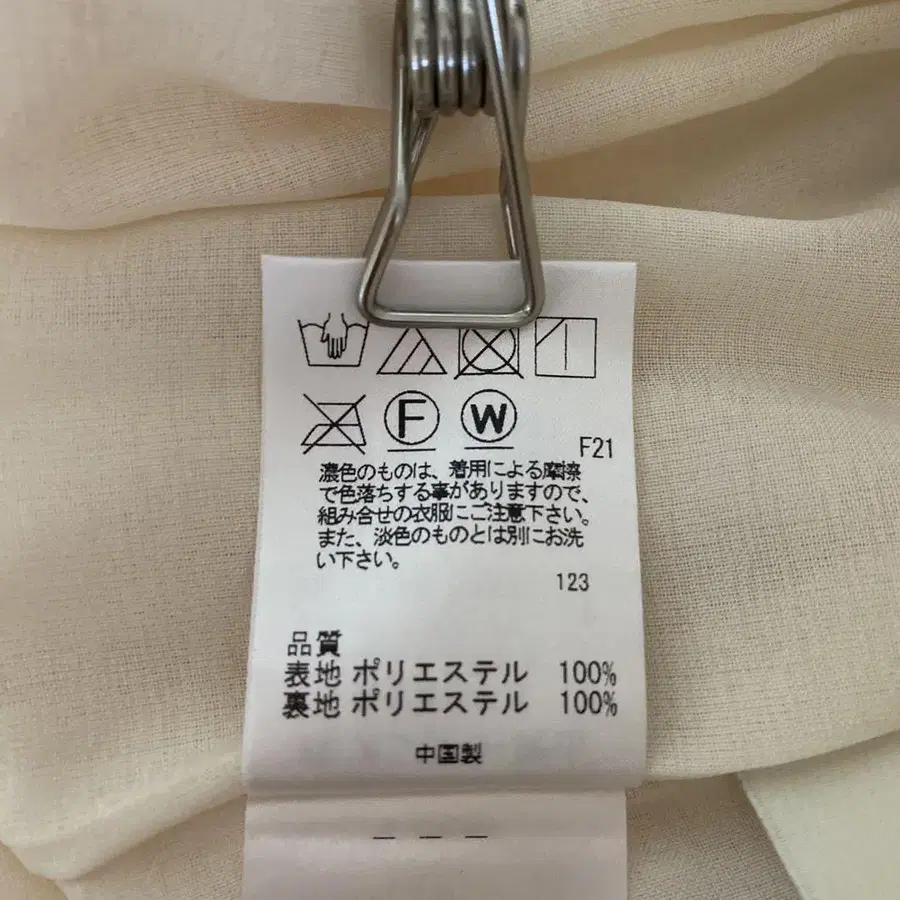 F
W
F21
濃色のものは、着用による摩擦
で色落ちする事がありますので、
組み合せの衣服にご注意下さい。
また、淡色のものとは別にお洗
い下さい。
123
品質
表地 ポリエステル 100%
裏地 ポリエステル 100%
中国製